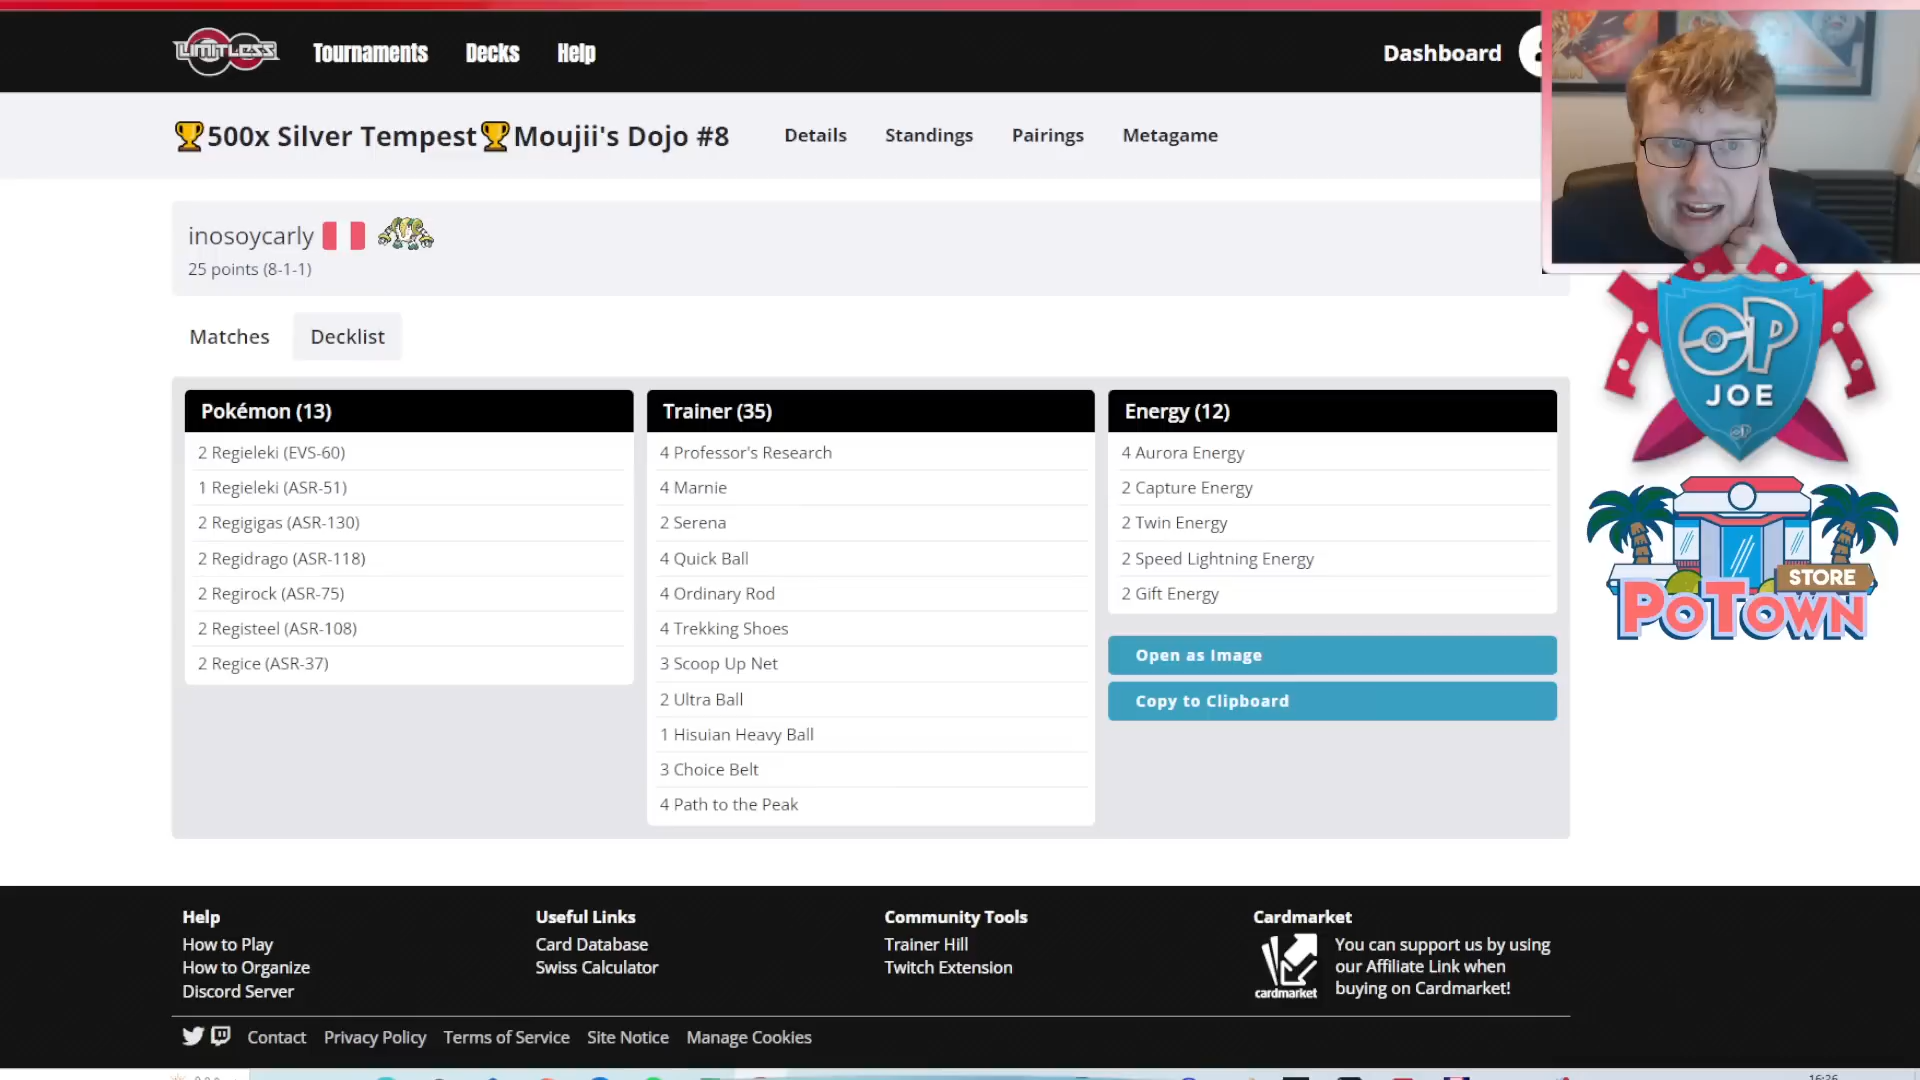 LIMITLESS Tournaments Decks Help Dashboard
🏆500x Silver Tempest🏆Moujii's Dojo #8 Details Standings Pairings Metagame
inosoycarly
25 points (8-1-1)
Matches Decklist
Pokémon (13)
2 Regieleki (EVS-60)
1 Regieleki (ASR-51)
2 Regigigas (ASR-130)
2 Regidrago (ASR-118)
2 Regirock (ASR-75)
2 Registeel (ASR-108)
2 Regice (ASR-37)
Trainer (35)
4 Professor's Research
4 Marnie
2 Serena
4 Quick Ball
4 Ordinary Rod
4 Trekking Shoes
3 Scoop Up Net
2 Ultra Ball
1 Hisuian Heavy Ball
3 Choice Belt
4 Path to the Peak
Energy (12)
4 Aurora Energy
2 Capture Energy
2 Twin Energy
2 Speed Lightning Energy
2 Gift Energy
Open as Image
Copy to Clipboard
OP
JOE
STORE
POTOWN
Help
How to Play
How to Organize
Discord Server
Useful Links
Card Database
Swiss Calculator
Community Tools
Trainer Hill
Twitch Extension
Cardmarket
cardmarket
You can support us by using
our Affiliate Link when
buying on Cardmarket!
Contact Privacy Policy Terms of Service Site Notice Manage Cookies